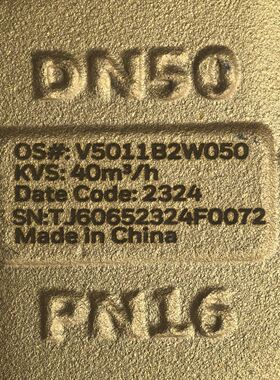 DN50
OS#: V5011B2W050
KVS: 40m³/h
Date Code: 2324
SN:TJ60652324F0072
Made in China
PN16